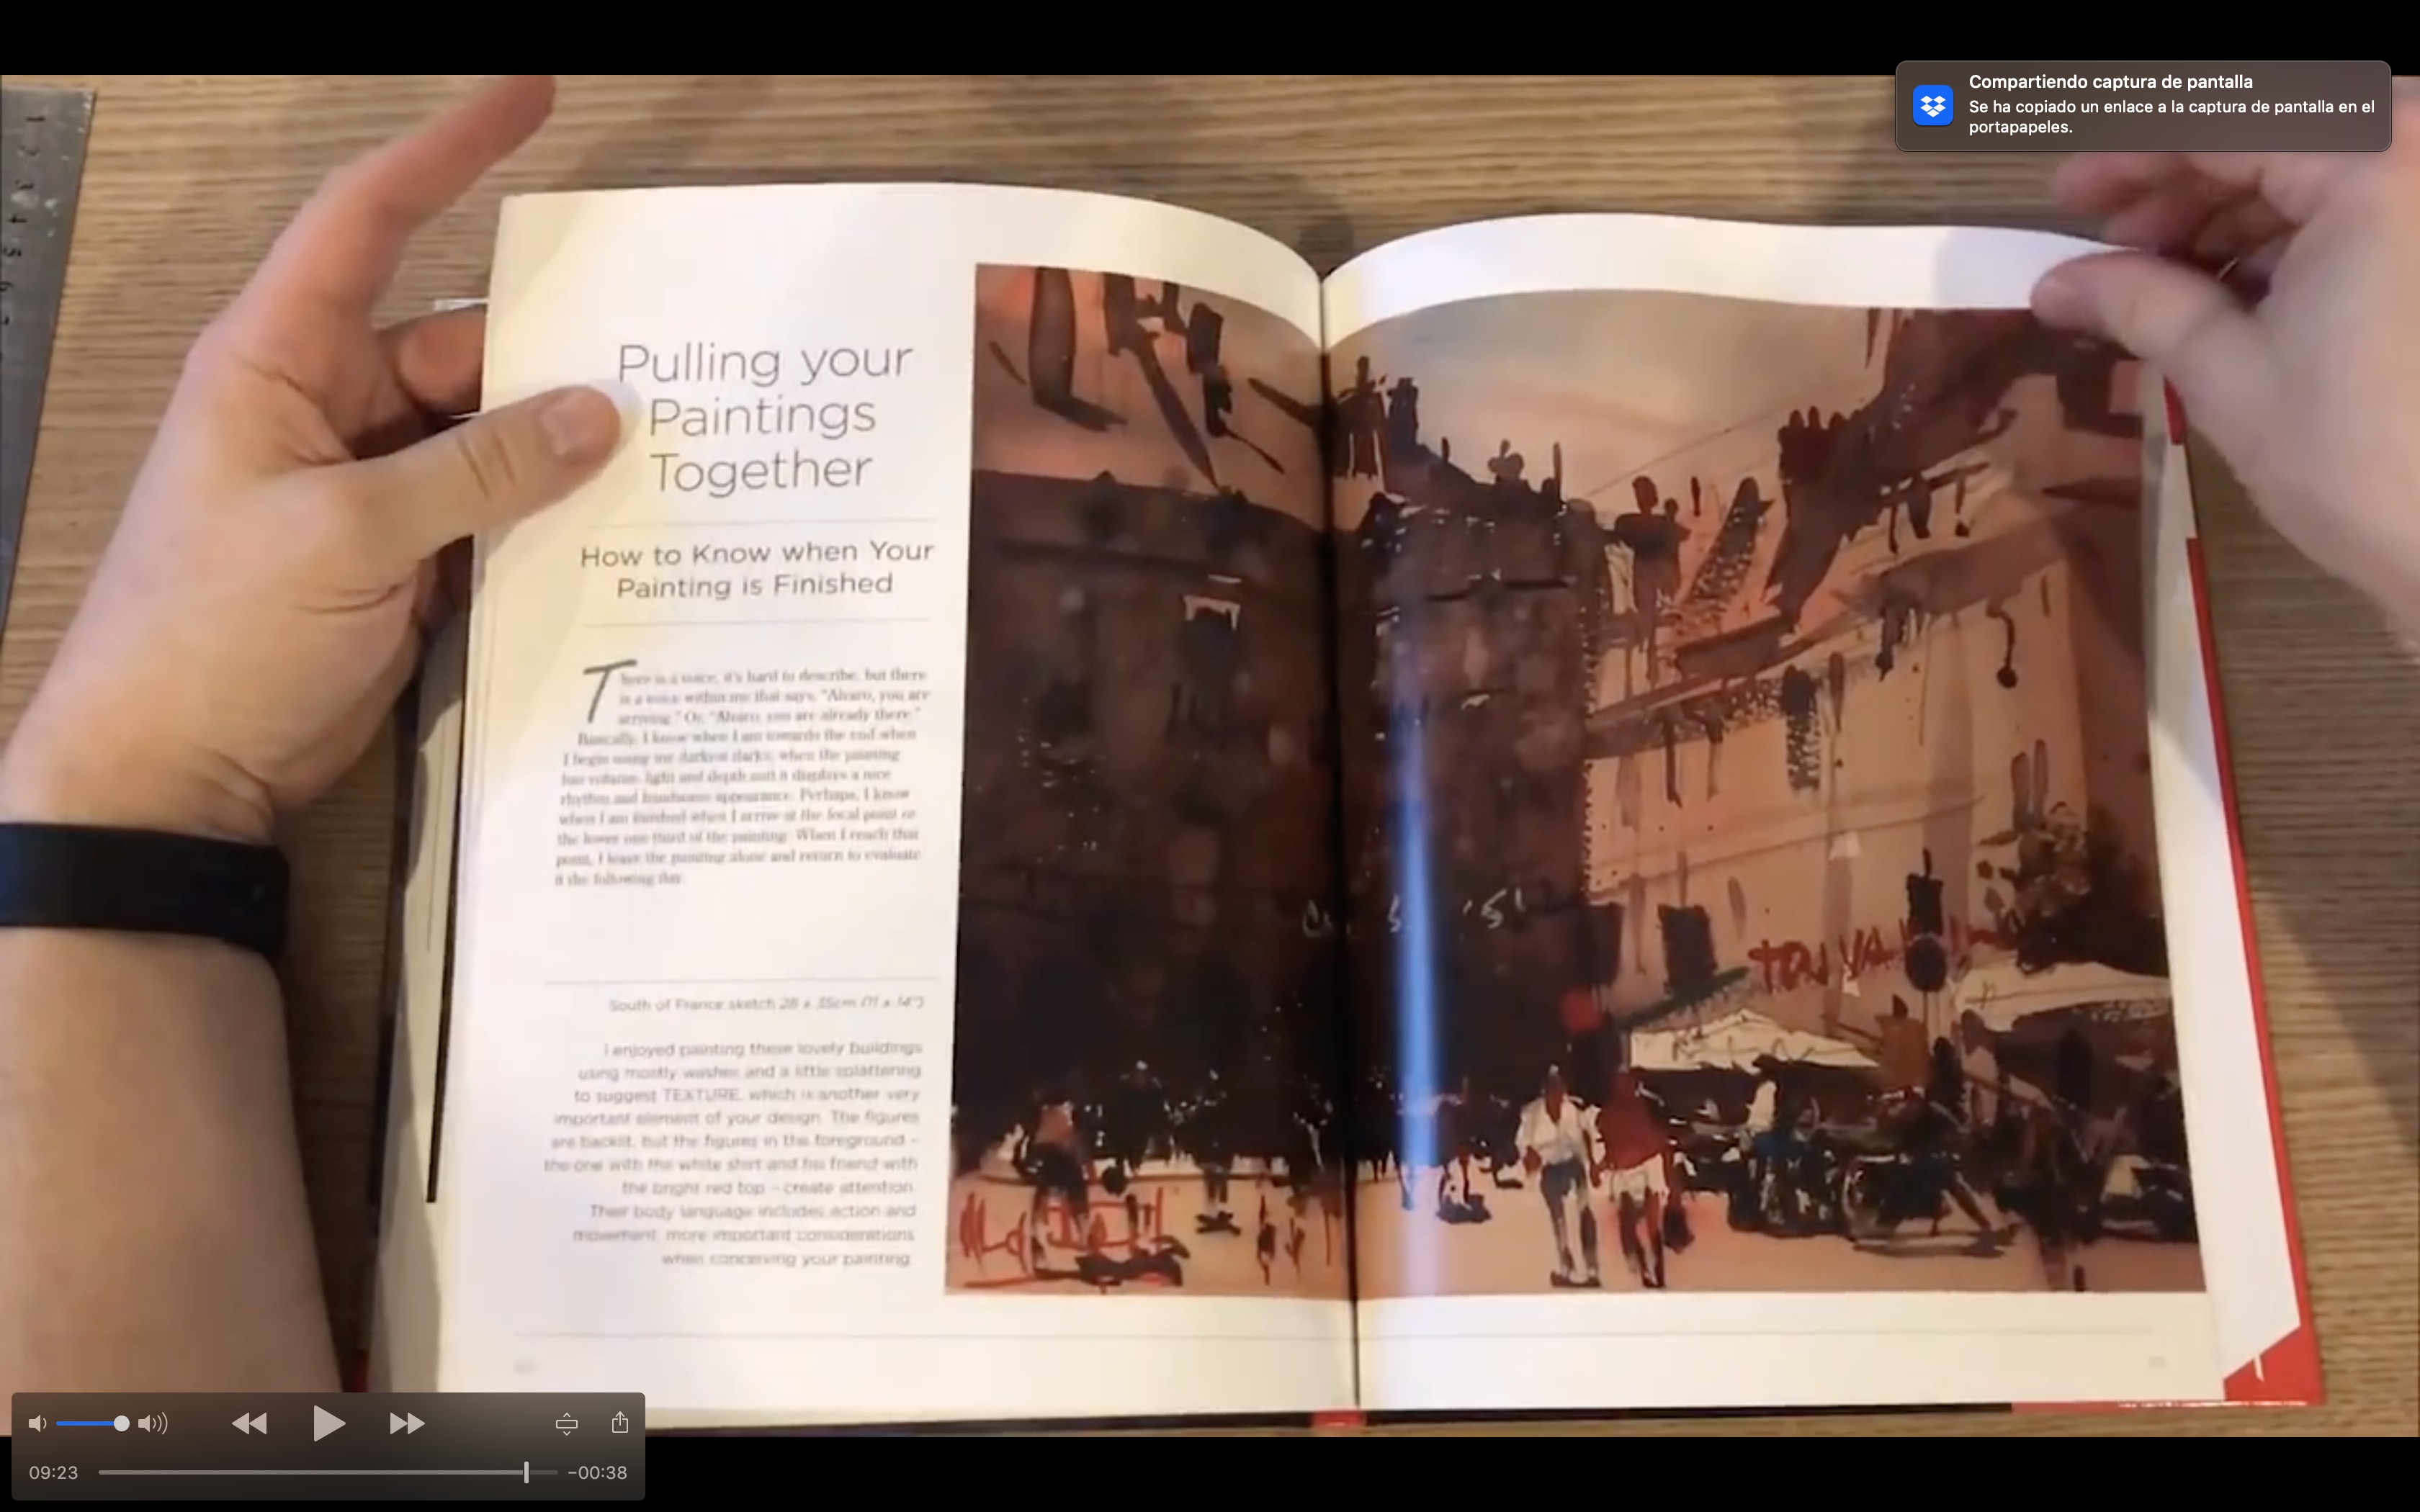 Compartiendo captura de pantalla
Se ha copiado un enlace a la captura de pantalla en el
portapapeles.
Pulling your
Paintings
Together
How to Know when Your
Painting is Finished
There is a voice, it's hard to describe, but there
is a voice within me that says, "Alvaro, you are
arriving." Or, "Alvaro, you are already there."
Basically, I know when I am towards the end when
I begin using my darkest darks, when the painting
has volume, light and depth and it displays a nice
rhythm and handsome appearance. Perhaps, I know
when I am finished when I arrive at the focal point or
the lower one third of the painting. When I reach that
point, I leave the painting alone and return to evaluate
it the following day.
South of France sketch 28 x 35cm (11 x 14")
I enjoyed painting these lovely buildings
using mostly washes and a little splattering
to suggest TEXTURE, which is another very
important element of your design. The figures
are backlit, but the figures in the foreground –
the one with the white shirt and his friend with
the bright red top – create attention.
Their body language includes action and
movement, more important considerations
when conceiving your painting.
09:23
-00:38